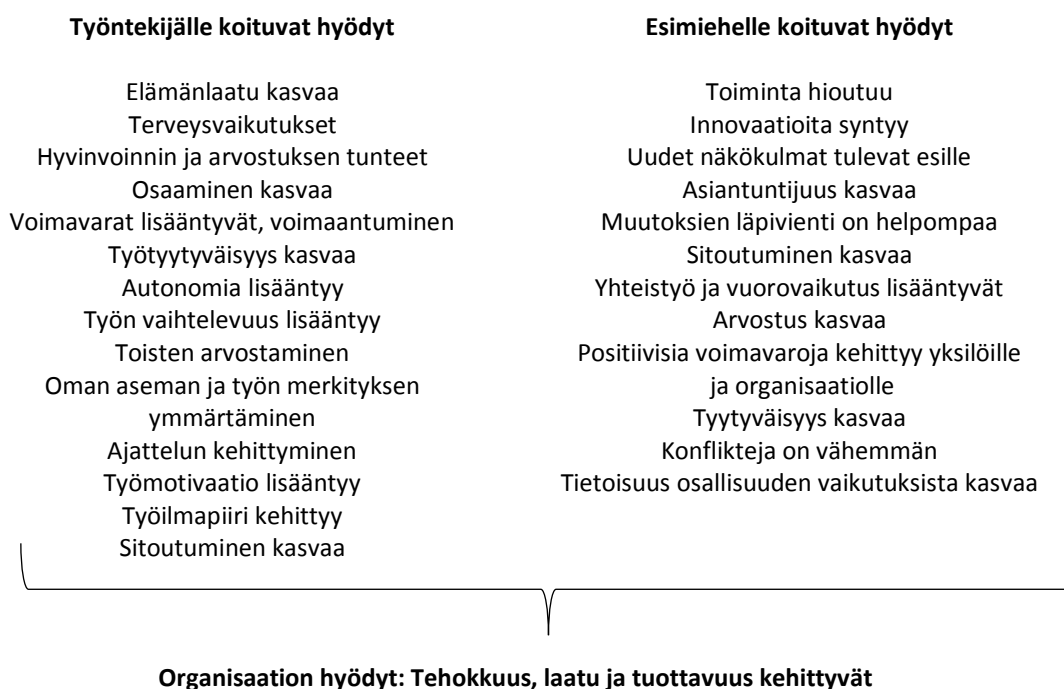 Työntekijälle koituvat hyödyt
Elämänlaatu kasvaa
Terveysvaikutukset
Hyvinvoinnin ja arvostuksen tunteet
Osaaminen kasvaa
Voimavarat lisääntyvät, voimaantuminen
Työtyytyväisyys kasvaa
Autonomia lisääntyy
Työn vaihtelevuus lisääntyy
Toisten arvostaminen
Oman aseman ja työn merkityksen
ymmärtäminen
Ajattelun kehittyminen
Työmotivaatio lisääntyy
Työilmapiiri kehittyy
Sitoutuminen kasvaa
Esimiehelle koituvat hyödyt
Toiminta hioutuu
Innovaatioita syntyy
Uudet näkökulmat tulevat esille
Asiantuntijuus kasvaa
Muutoksien läpivienti on helpompaa
Sitoutuminen kasvaa
Yhteistyö ja vuorovaikutus lisääntyvät
Arvostus kasvaa
Positiivisia voimavaroja kehittyy yksilöille
ja organisaatiolle
Tyytyväisyys kasvaa
Konflikteja on vähemmän
Tietoisuus osallisuuden vaikutuksista kasvaa
Organisaation hyödyt: Tehokkuus, laatu ja tuottavuus kehittyvät